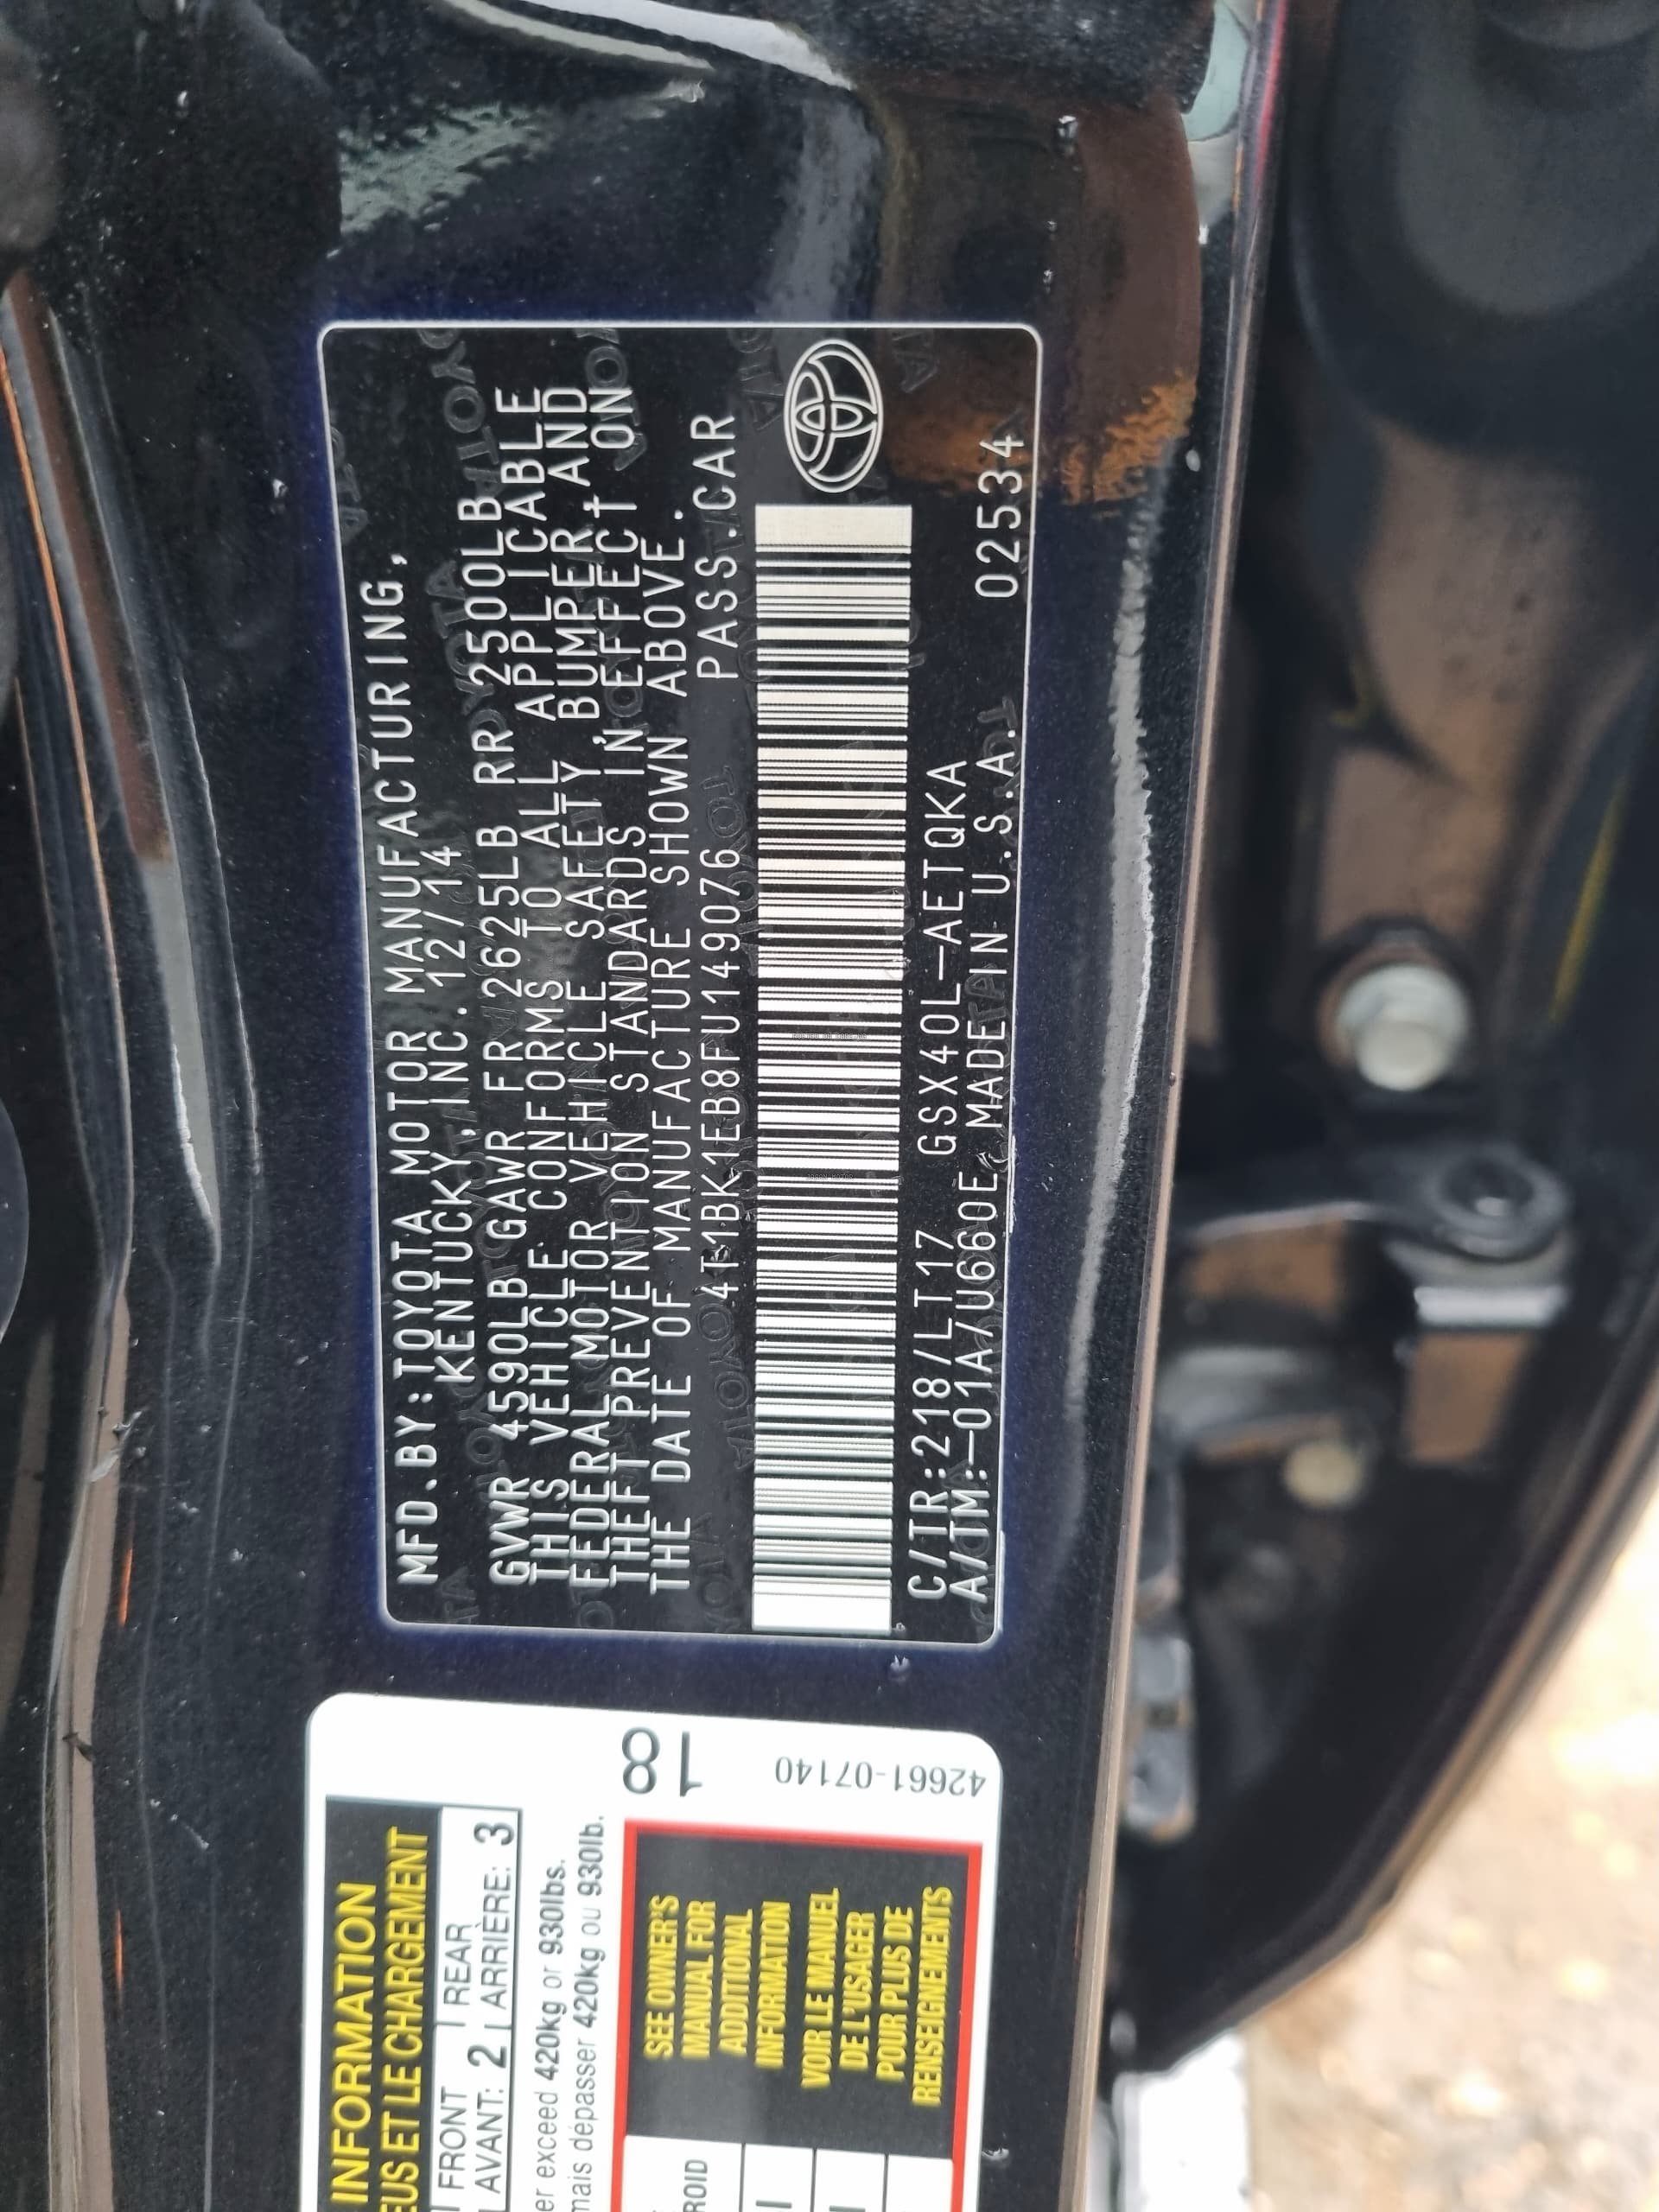 MFD.BY:TOYOTA MOTOR MANUFACTURING,
KENTUCKY, INC. 12/14
GVWR 4590LB GAWR FR 2625LB RR 2500LB
THIS VEHICLE CONFORMS TO ALL APPLICABLE
FEDERAL MOTOR VEHICLE SAFETY, BUMPER, AND
THEFT PREVENTION STANDARDS IN EFFECT ON
THE DATE OF MANUFACTURE SHOWN ABOVE.
4T1BK1EB8FU149076 PASS.CAR
C/TR:218/LT17 GSX40L-AETQKA
A/TM:-01A/U660E MADE IN U.S.A. 02534
INFORMATION
EUS ET LE CHARGEMENT
FRONT REAR
AVANT: 2 ARRIÈRE: 3
er exceed 420kg or 930lbs.
mais dépasser 420kg ou 930lb.
18
42661-07140
SEE OWNER'S
MANUAL FOR
ADDITIONAL
INFORMATION
VOIR LE MANUEL
DE L'USAGER
POUR PLUS DE
RENSEIGNEMENTS
ROID